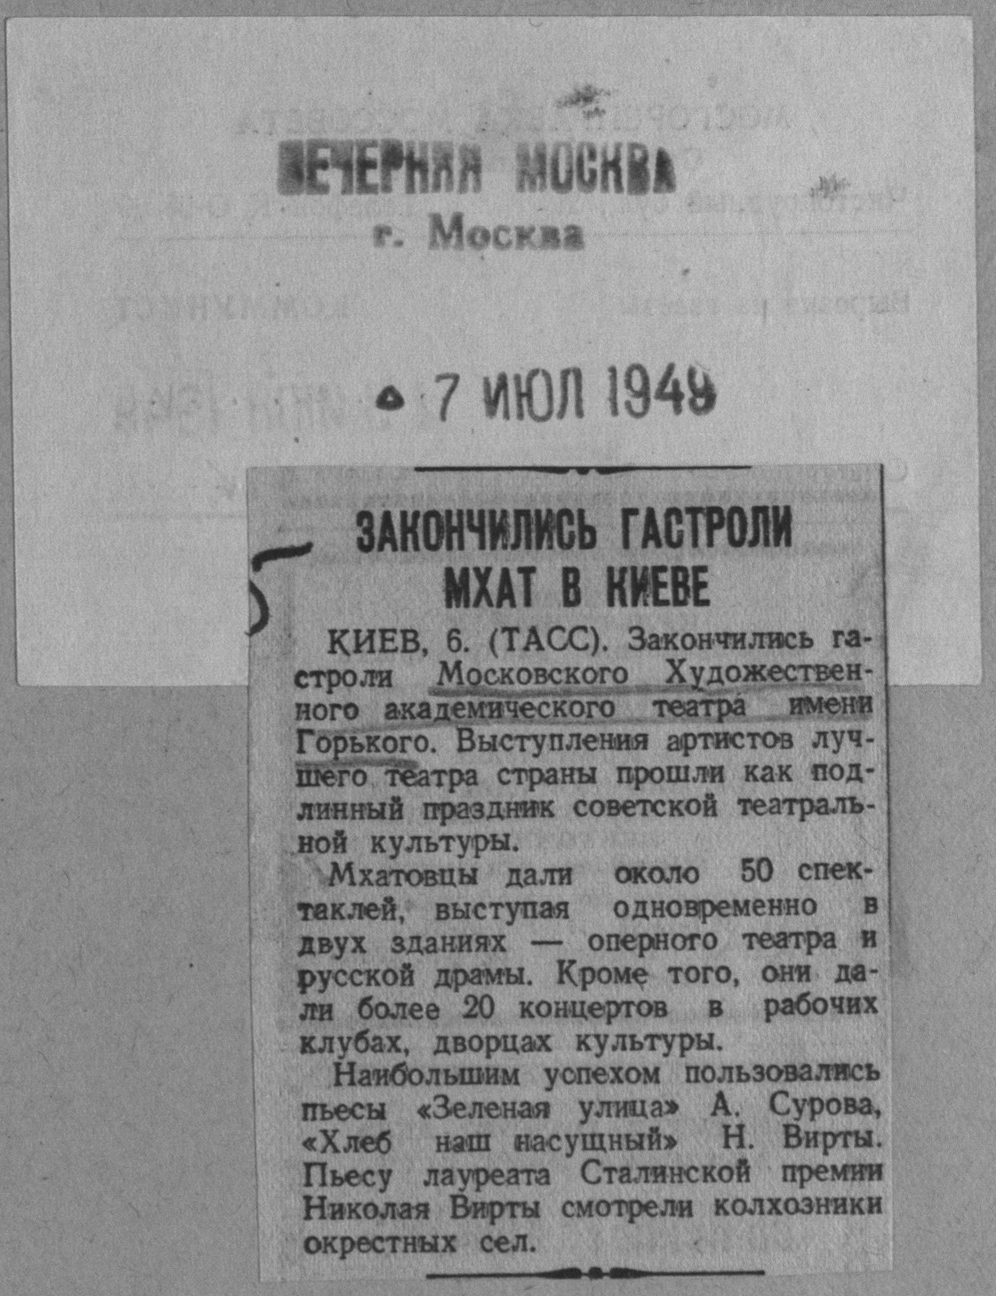 ВЕЧЕРНЯЯ МОСКВА
г. Москва
7 ИЮЛ 1949
ЗАКОНЧИЛИСЬ ГАСТРОЛИ
МХАТ В КИЕВЕ
КИЕВ, 6. (ТАСС). Закончились га-
строли Московского Художествен-
ного академического театра имени
Горького. Выступления артистов луч-
шего театра страны прошли как под-
линный праздник советской театраль-
ной культуры.
Мхатовцы дали около 50 спек-
таклей, выступая одновременно в
двух зданиях — оперного театра и
русской драмы. Кроме того, они да-
ли более 20 концертов в рабочих
клубах, дворцах культуры.
Наибольшим успехом пользовались
пьесы «Зеленая улица» А. Сурова,
«Хлеб наш насущный» Н. Вирты.
Пьесу лауреата Сталинской премии
Николая Вирты смотрели колхозники
окрестных сел.